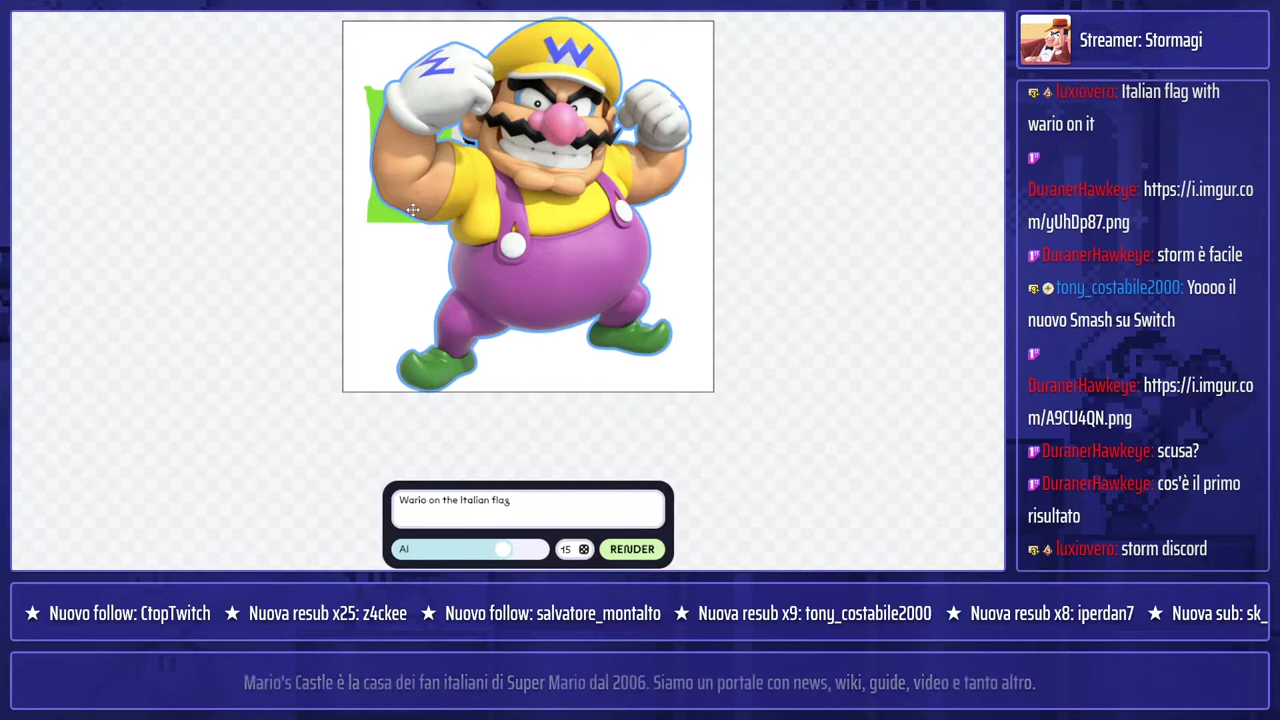 Streamer: Stormagi
luxiovero: Italian flag with
wario on it
DuranerHawkeye: https://i.imgur.co
m/yUhDp87.png
DuranerHawkeye: storm è facile
tony_costabile2000: Yoooo il
nuovo Smash su Switch
DuranerHawkeye: https://i.imgur.co
m/A9CU4QN.png
DuranerHawkeye: scusa?
DuranerHawkeye: cos'è il primo
risultato
luxiovero: storm discord
W
Wario on the Italian flag
AI
15
RENDER
★ Nuovo follow: CtopTwitch ★ Nuova resub x25: z4ckee ★ Nuovo follow: salvatore_montalto ★ Nuova resub x9: tony_costabile2000 ★ Nuova resub x8: iperdan7 ★ Nuova sub: sk_
Mario's Castle è la casa dei fan italiani di Super Mario dal 2006. Siamo un portale con news, wiki, guide, video e tanto altro.